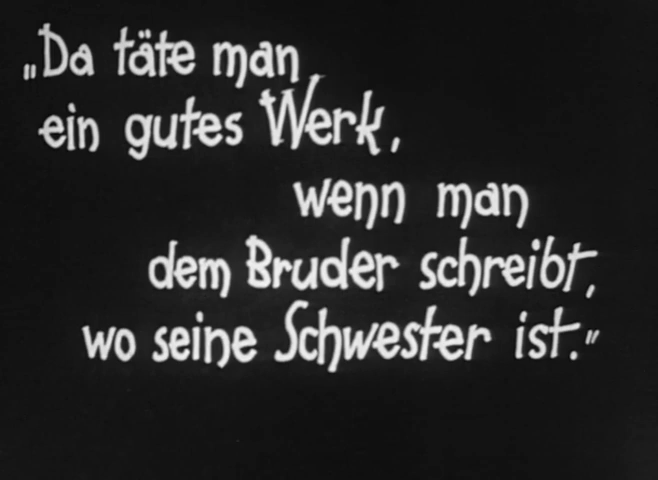 „Da täte man
ein gutes Werk,
wenn man
dem Bruder schreibt,
wo seine Schwester ist."